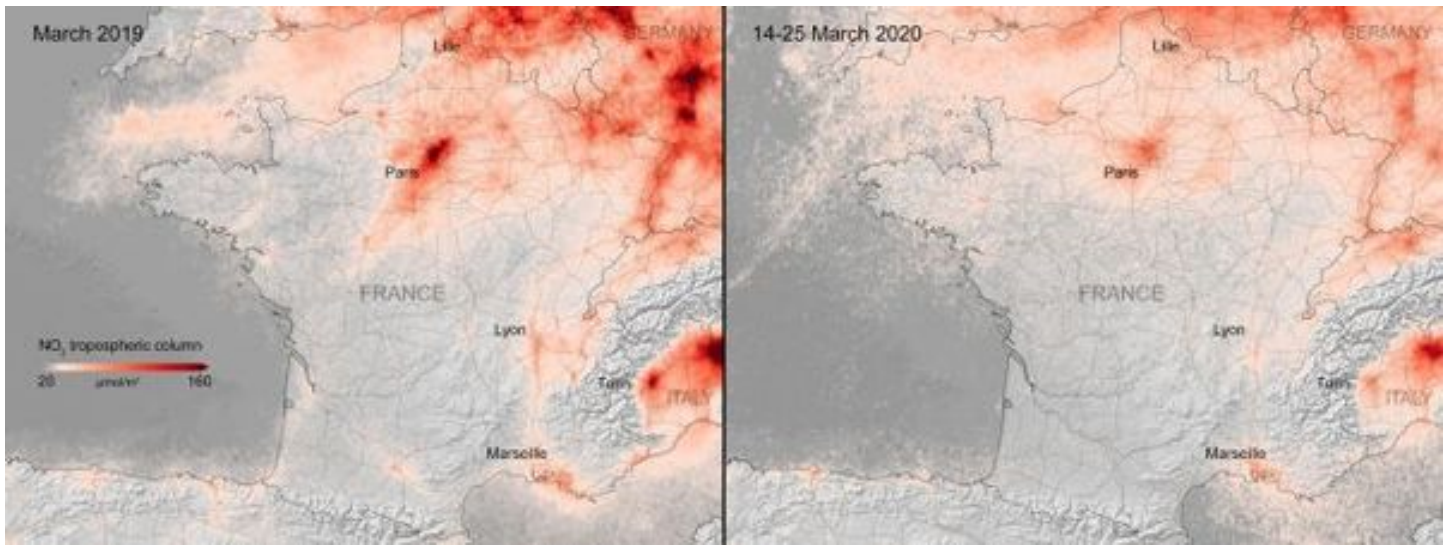 March 2019
Lille
GERMANY
Paris
FRANCE
Lyon
NO₂ tropospheric column
20 µmol/m² 160
Turin
ITALY
Marseille
14-25 March 2020
Lille
GERMANY
Paris
FRANCE
Lyon
Turin
ITALY
Marseille